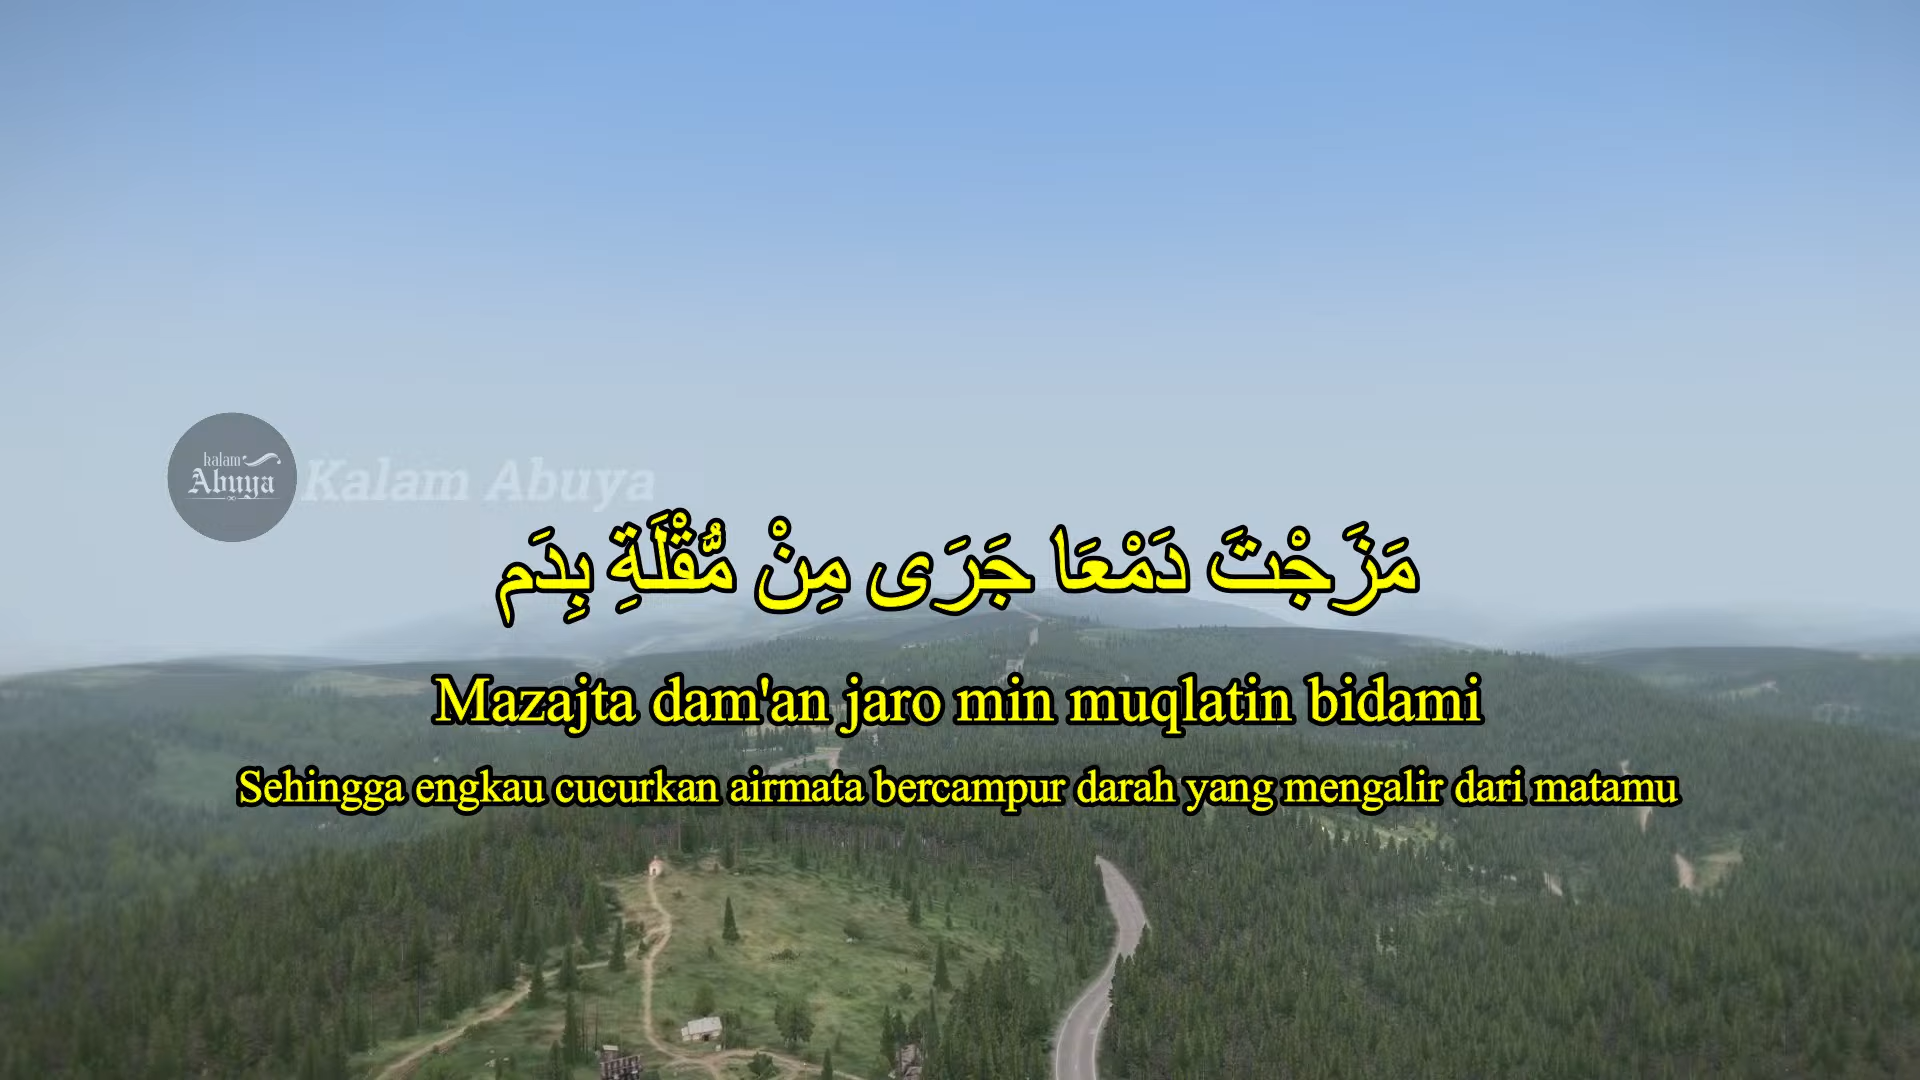 kalam
Abuya
Kalam Abuya
مَزَجْتَ دَمْعَا جَرَى مِنْ مُّقْلَةِ بِدَم
Mazajta dam'an jaro min muqlatin bidami
Sehingga engkau cucurkan airmata bercampur darah yang mengalir dari matamu